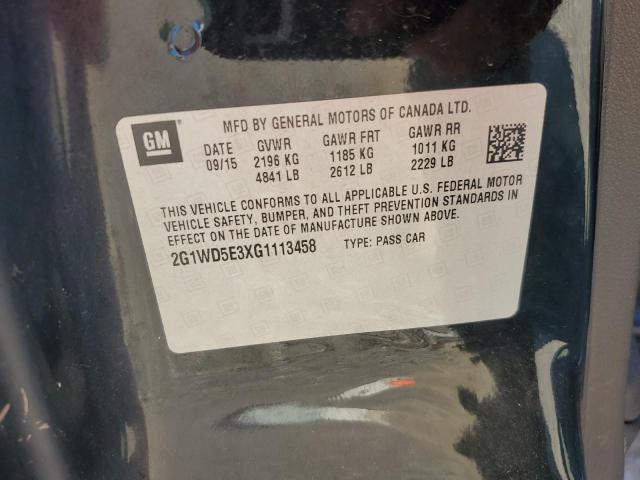 GM
MFD BY GENERAL MOTORS OF CANADA LTD.
DATE GVWR GAWR FRT GAWR RR
09/15 2196 KG 1185 KG 1011 KG
4841 LB 2612 LB 2229 LB
THIS VEHICLE CONFORMS TO ALL APPLICABLE U.S. FEDERAL MOTOR
VEHICLE SAFETY, BUMPER, AND THEFT PREVENTION STANDARDS IN
EFFECT ON THE DATE OF MANUFACTURE SHOWN ABOVE.
2G1WD5E3XG1113458 TYPE: PASS CAR